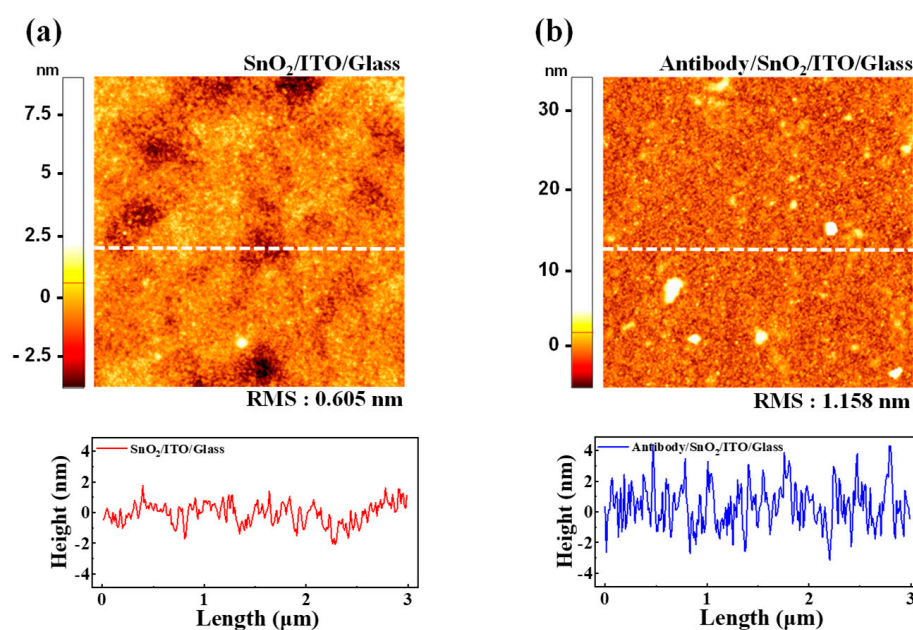 (a)
SnO₂/ITO/Glass
nm
7.5
5
2.5
0
- 2.5
RMS : 0.605 nm
SnO₂/ITO/Glass
Height (nm)
4
2
0
-2
-4
0 1 2 3
Length (µm)
(b)
Antibody/SnO₂/ITO/Glass
nm
30
20
10
0
RMS : 1.158 nm
Antibody/SnO₂/ITO/Glass
Height (nm)
4
2
0
-2
-4
0 1 2 3
Length (µm)